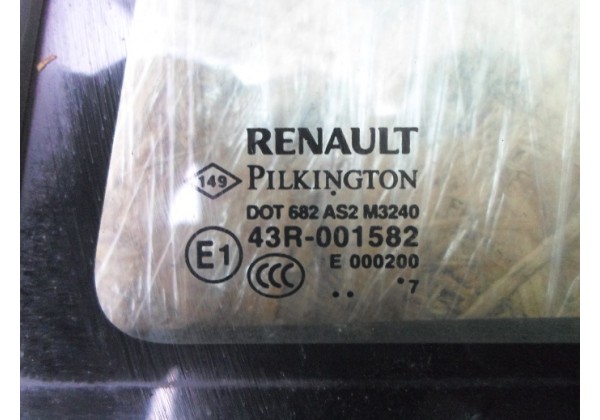 RENAULT
149 PILKINGTON
DOT 682 AS2 M3240
E1 43R-001582
CCC E 000200
.. .7